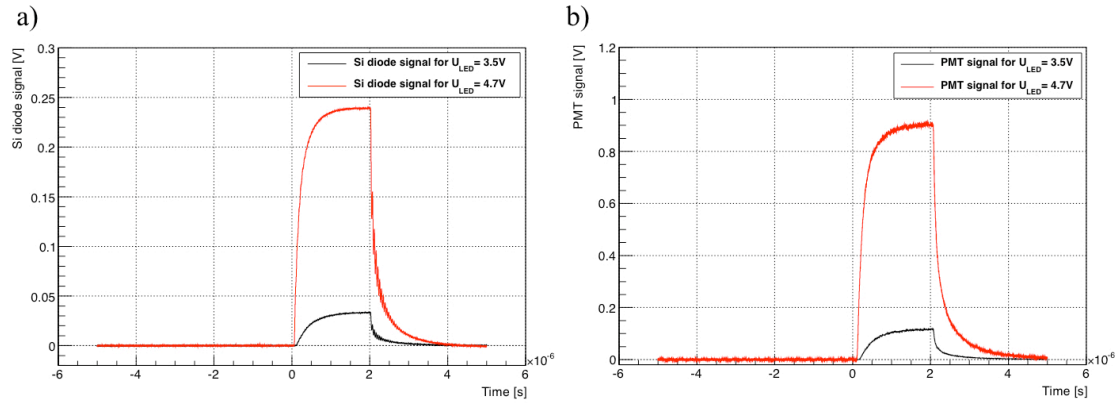 a)
b)
0.3
0.25
0.2
0.15
0.1
0.05
0
Si diode signal [V]
Si diode signal for U_LED= 3.5V
Si diode signal for U_LED= 4.7V
-6 -4 -2 0 2 4 6
×10^-6
Time [s]
1.2
1
0.8
0.6
0.4
0.2
0
PMT signal [V]
PMT signal for U_LED= 3.5V
PMT signal for U_LED= 4.7V
-6 -4 -2 0 2 4 6
×10^-6
Time [s]